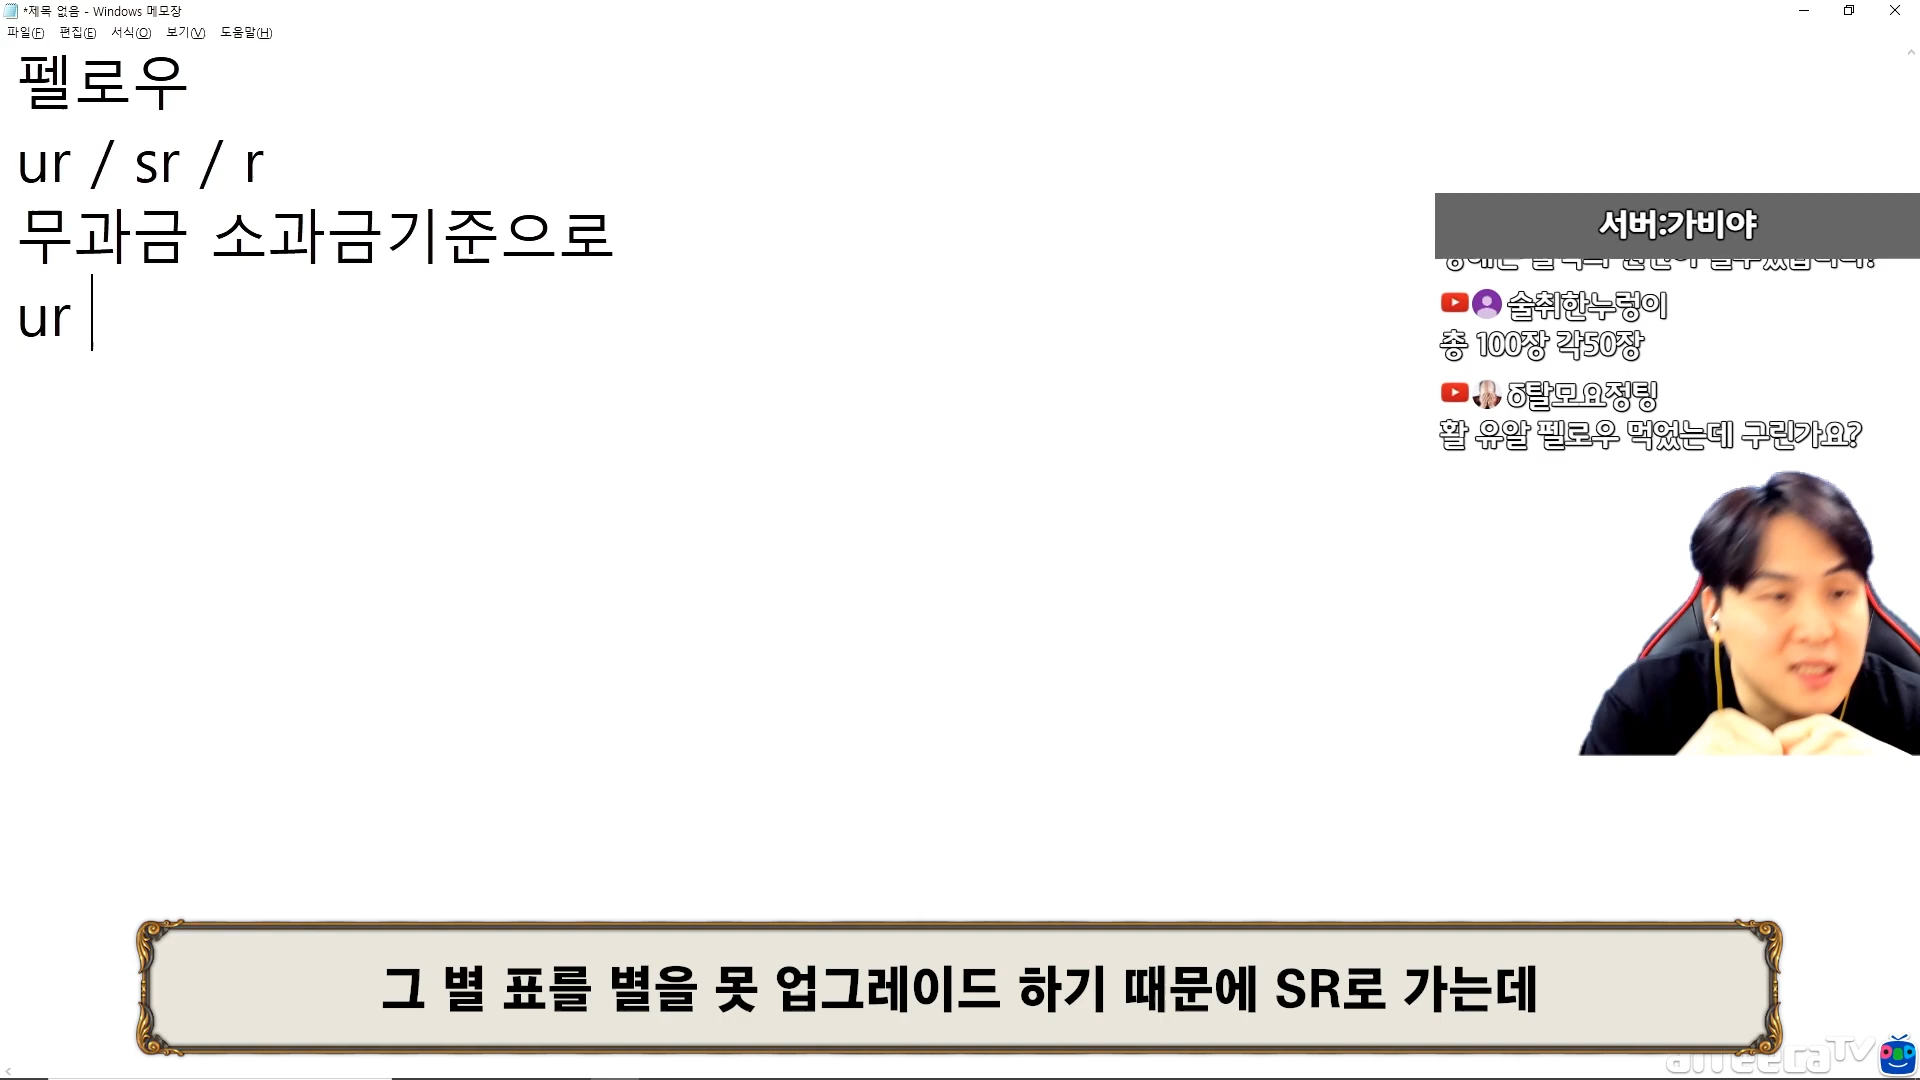 *제목 없음 - Windows 메모장
파일(F) 편집(E) 서식(O) 보기(V) 도움말(H)
펠로우
ur / sr / r
무과금 소과금기준으로
ur
서버:가비야
술취한누렁이
총 100장 각50장
δ탈모요정팅
활 유알 펠로우 먹었는데 구린가요?
그 별 표를 별을 못 업그레이드 하기 때문에 SR로 가는데